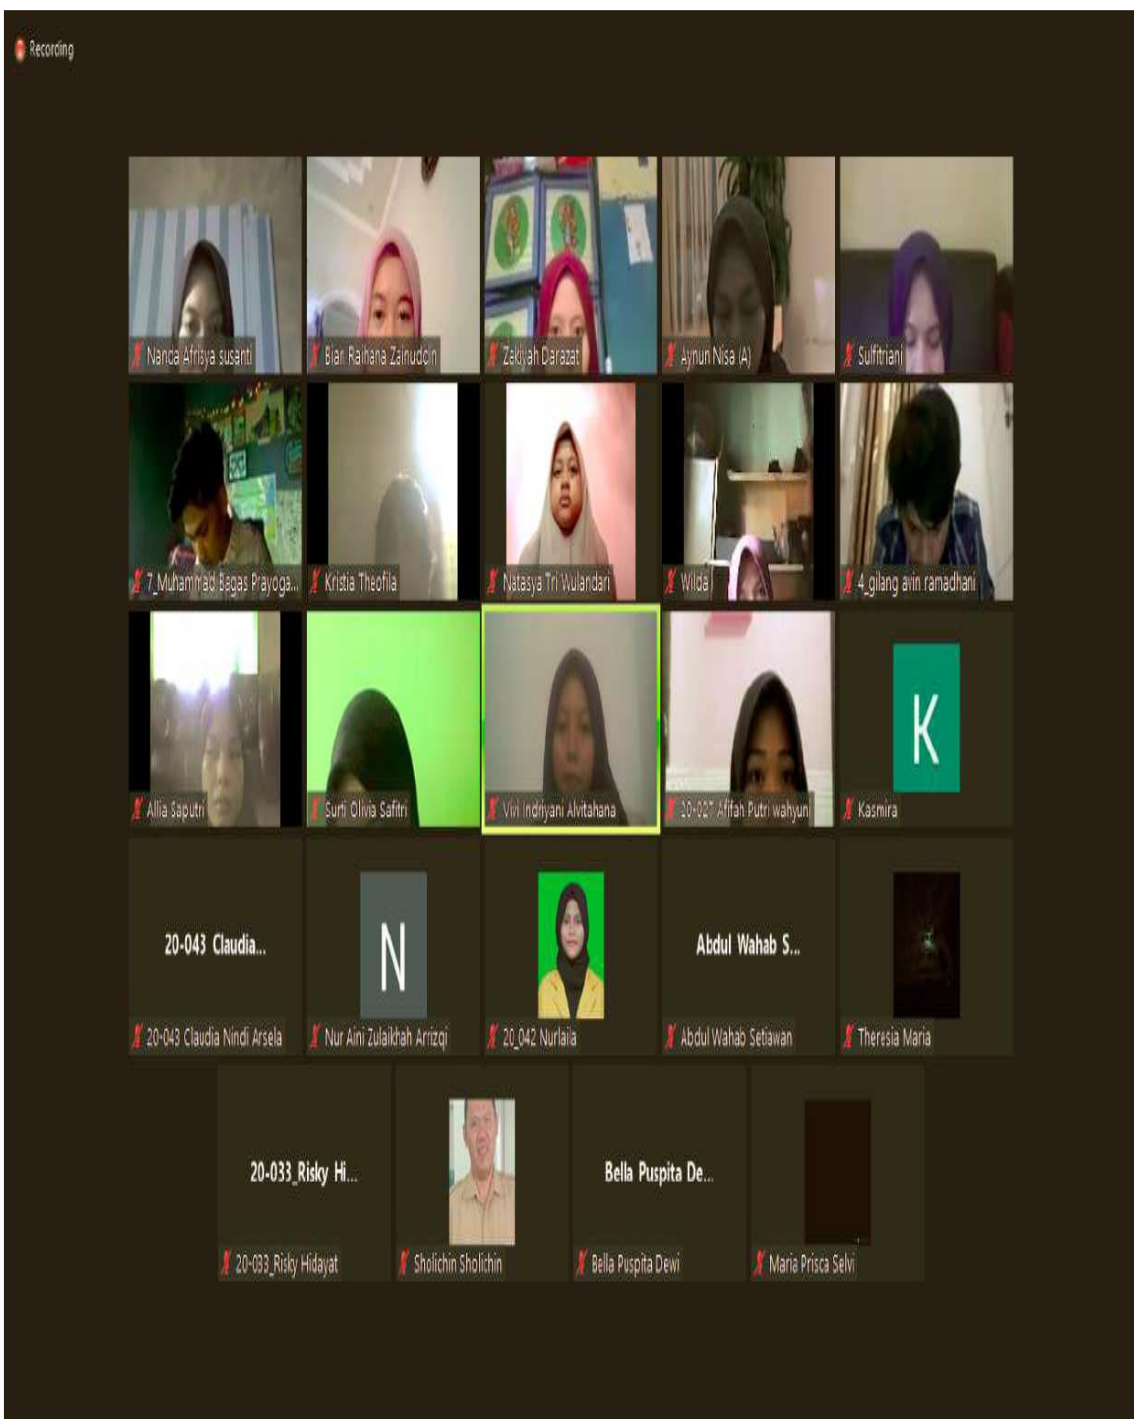 Recording
Nanda Afrisya susanti
Bian Raihana Zainuddin
Zakiyah Darazat
Aynun Nisa (A)
Sulfitriani
7_Muhammad Bagas Prayoga...
Kristia Theofila
Natasya Tri Wulandari
Wilda
4_gilang avin ramadhani
Allia Saputri
Surti Olivia Safitri
Vivi Indriyani Alvitahana
20-027 Afifah Putri wahyuni
K
Kasmira
20-043 Claudia...
20-043 Claudia Nindi Arsela
N
Nur Aini Zulaikhah Arrizqi
20_042 Nurlaila
Abdul Wahab S...
Abdul Wahab Setiawan
Theresia Maria
20-033_Risky Hi...
20-033_Risky Hidayat
Sholichin Sholichin
Bella Puspita De...
Bella Puspita Dewi
Maria Prisca Selvi